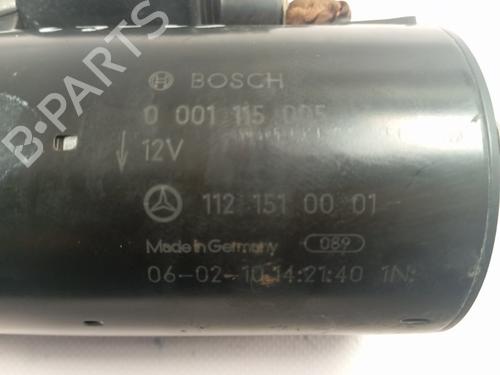 B-PARTS
BOSCH
0 001 115 005
12V
112 151 00 01
Made in Germany 089
06-02-10 14:21:40 1N